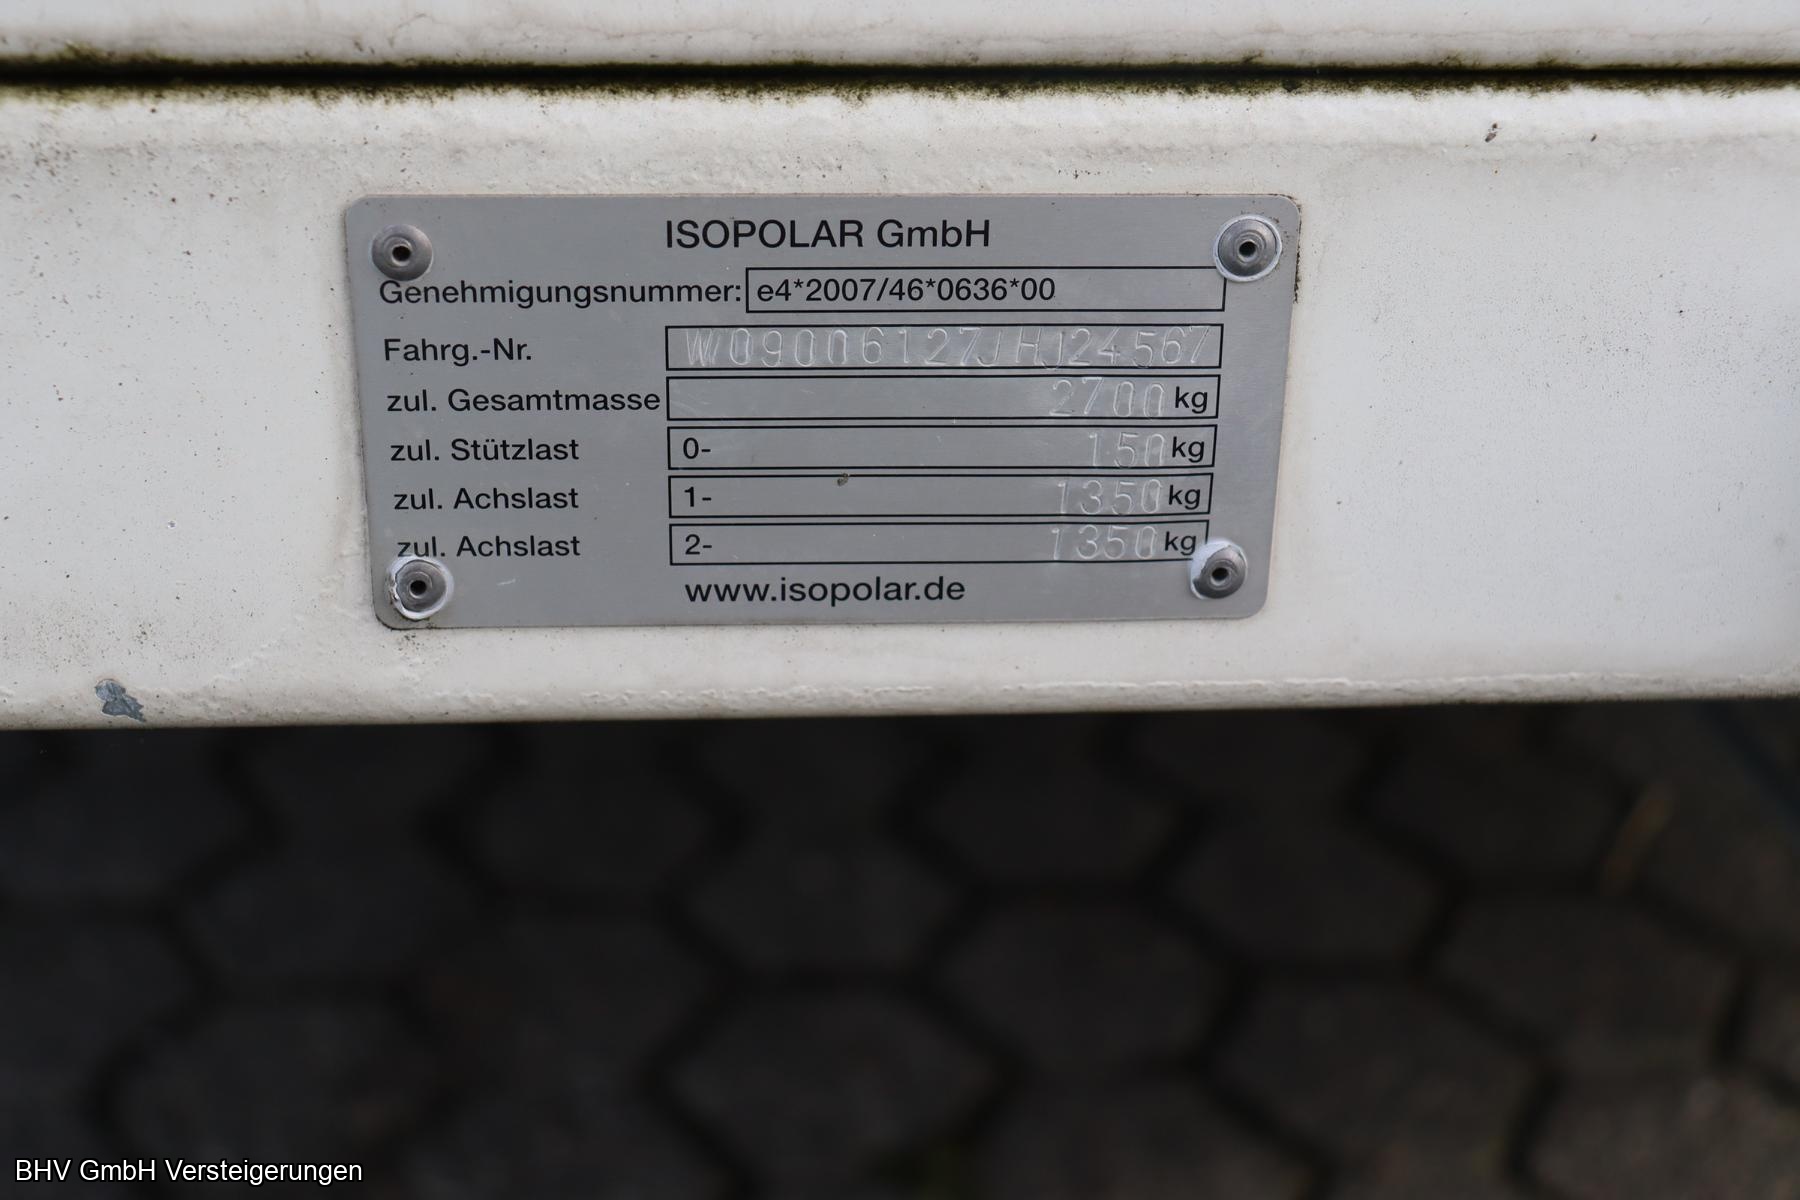 ISOPOLAR GmbH
Genehmigungsnummer: e4*2007/46*0636*00
Fahrg.-Nr. W09006127JHJ24567
zul. Gesamtmasse 2700 kg
zul. Stützlast 0- 150 kg
zul. Achslast 1- 1350 kg
zul. Achslast 2- 1350 kg
www.isopolar.de
BHV GmbH Versteigerungen